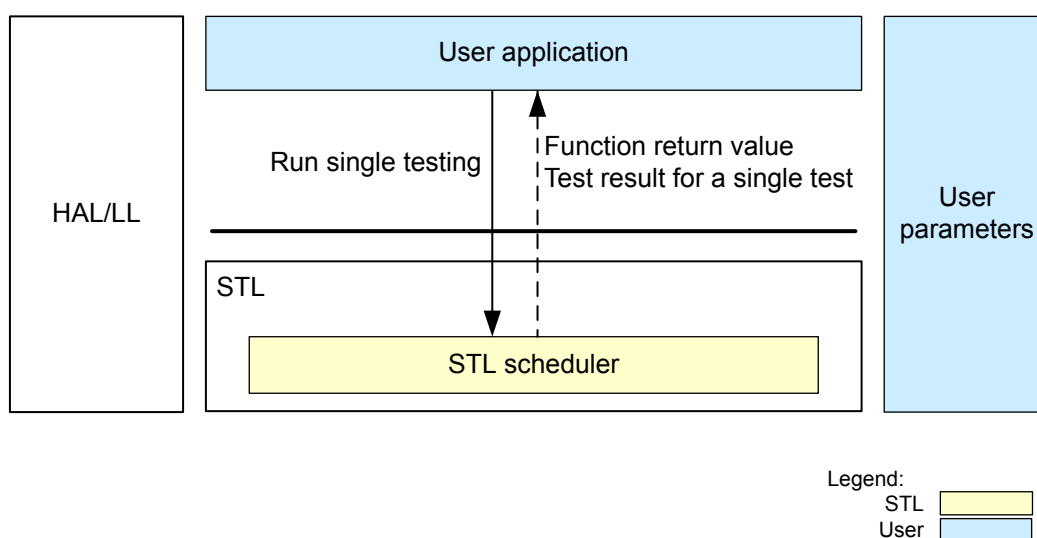 User application
Run single testing
Function return value
Test result for a single test
HAL/LL
User
parameters
STL
STL scheduler
Legend:
STL
User